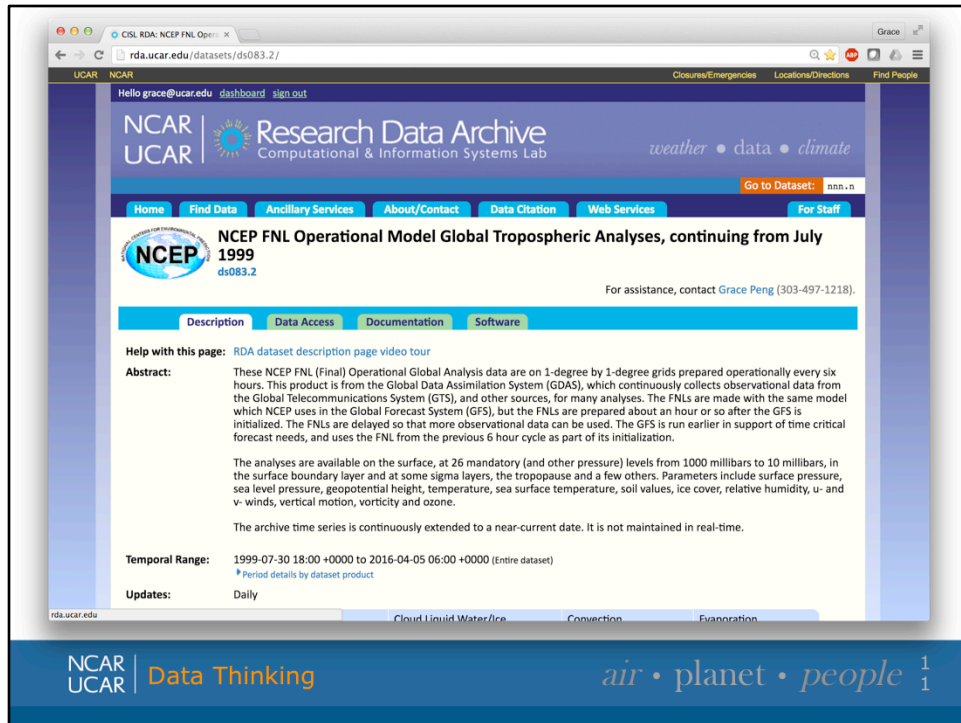 CISL RDA: NCEP FNL Opera
Grace
rda.ucar.edu/datasets/ds083.2/
ABP
UCAR NCAR Closures/Emergencies Locations/Directions Find People
Hello grace@ucar.edu dashboard sign out
NCAR
UCAR
Research Data Archive
Computational & Information Systems Lab
weather • data • climate
Go to Dataset: nnn.n
Home Find Data Ancillary Services About/Contact Data Citation Web Services For Staff
NATIONAL CENTERS FOR ENVIRONMENTAL PREDICTION
NCEP
NCEP FNL Operational Model Global Tropospheric Analyses, continuing from July
1999
ds083.2
For assistance, contact Grace Peng (303-497-1218).
Description Data Access Documentation Software
Help with this page: RDA dataset description page video tour
Abstract: These NCEP FNL (Final) Operational Global Analysis data are on 1-degree by 1-degree grids prepared operationally every six
hours. This product is from the Global Data Assimilation System (GDAS), which continuously collects observational data from
the Global Telecommunications System (GTS), and other sources, for many analyses. The FNLs are made with the same model
which NCEP uses in the Global Forecast System (GFS), but the FNLs are prepared about an hour or so after the GFS is
initialized. The FNLs are delayed so that more observational data can be used. The GFS is run earlier in support of time critical
forecast needs, and uses the FNL from the previous 6 hour cycle as part of its initialization.
The analyses are available on the surface, at 26 mandatory (and other pressure) levels from 1000 millibars to 10 millibars, in
the surface boundary layer and at some sigma layers, the tropopause and a few others. Parameters include surface pressure,
sea level pressure, geopotential height, temperature, sea surface temperature, soil values, ice cover, relative humidity, u- and
v- winds, vertical motion, vorticity and ozone.
The archive time series is continuously extended to a near-current date. It is not maintained in real-time.
Temporal Range: 1999-07-30 18:00 +0000 to 2016-04-05 06:00 +0000 (Entire dataset)
Period details by dataset product
Updates: Daily
rda.ucar.edu
Cloud Liquid Water/Ice Convection Evaporation
NCAR
UCAR
Data Thinking
air • planet • people
1
1